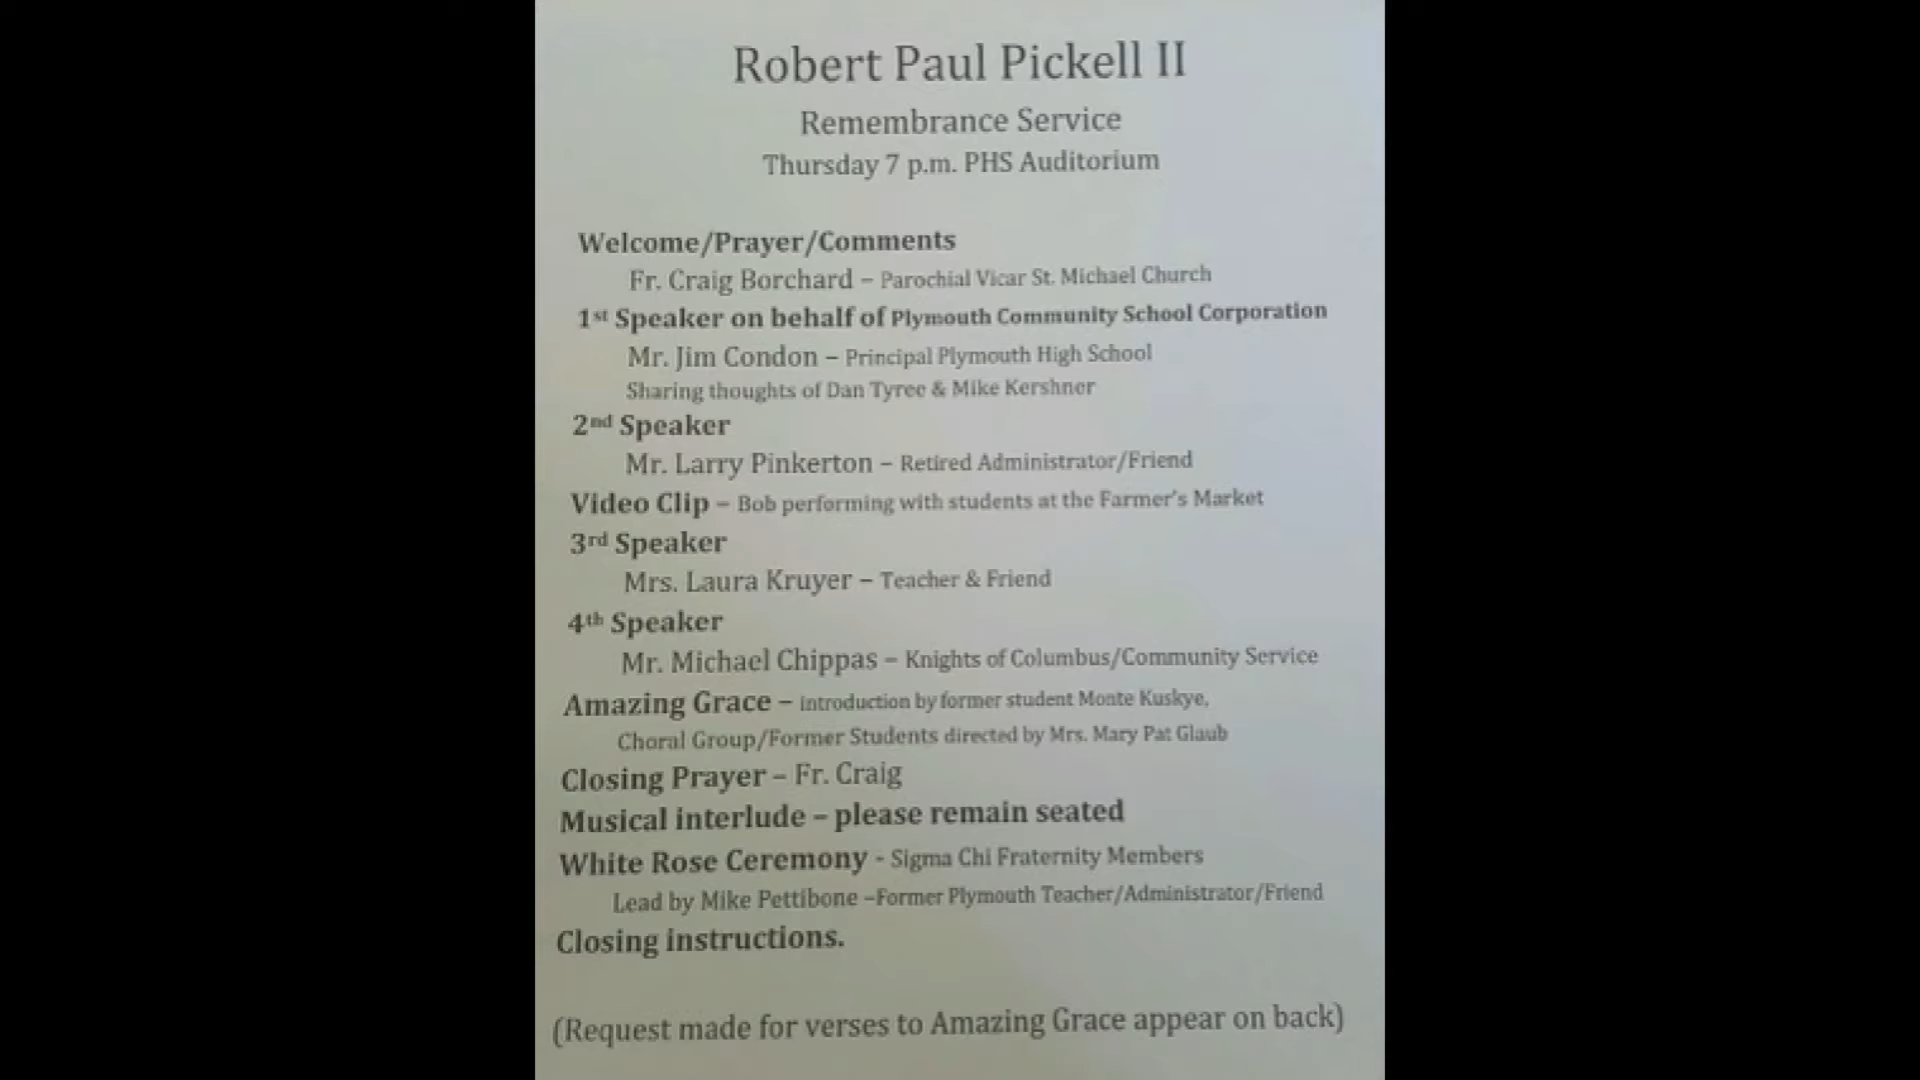 Robert Paul Pickell II
Remembrance Service
Thursday 7 p.m. PHS Auditorium
Welcome/Prayer/Comments
Fr. Craig Borchard – Parochial Vicar St. Michael Church
1st Speaker on behalf of Plymouth Community School Corporation
Mr. Jim Condon – Principal Plymouth High School
Sharing thoughts of Dan Tyree & Mike Kershner
2nd Speaker
Mr. Larry Pinkerton – Retired Administrator/Friend
Video Clip – Bob performing with students at the Farmer's Market
3rd Speaker
Mrs. Laura Kruyer – Teacher & Friend
4th Speaker
Mr. Michael Chippas – Knights of Columbus/Community Service
Amazing Grace – introduction by former student Monte Kuskye,
Choral Group/Former Students directed by Mrs. Mary Pat Glaub
Closing Prayer – Fr. Craig
Musical interlude – please remain seated
White Rose Ceremony - Sigma Chi Fraternity Members
Lead by Mike Pettibone –Former Plymouth Teacher/Administrator/Friend
Closing instructions.
(Request made for verses to Amazing Grace appear on back)